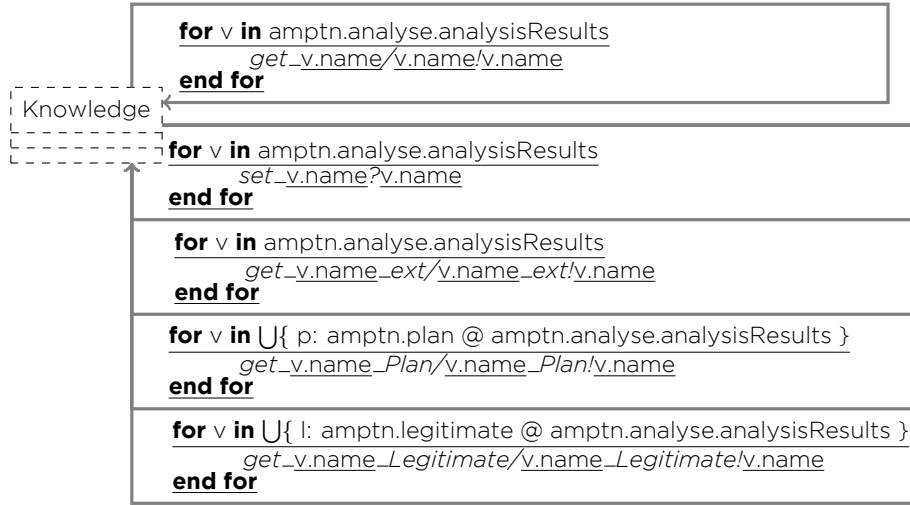 for v in amptn.analyse.analysisResults
get_v.name/v.name!v.name
end for
Knowledge
for v in amptn.analyse.analysisResults
set_v.name?v.name
end for
for v in amptn.analyse.analysisResults
get_v.name_ext/v.name_ext!v.name
end for
for v in ⋃{ p: amptn.plan @ amptn.analyse.analysisResults }
get_v.name_Plan/v.name_Plan!v.name
end for
for v in ⋃{ l: amptn.legitimate @ amptn.analyse.analysisResults }
get_v.name_Legitimate/v.name_Legitimate!v.name
end for